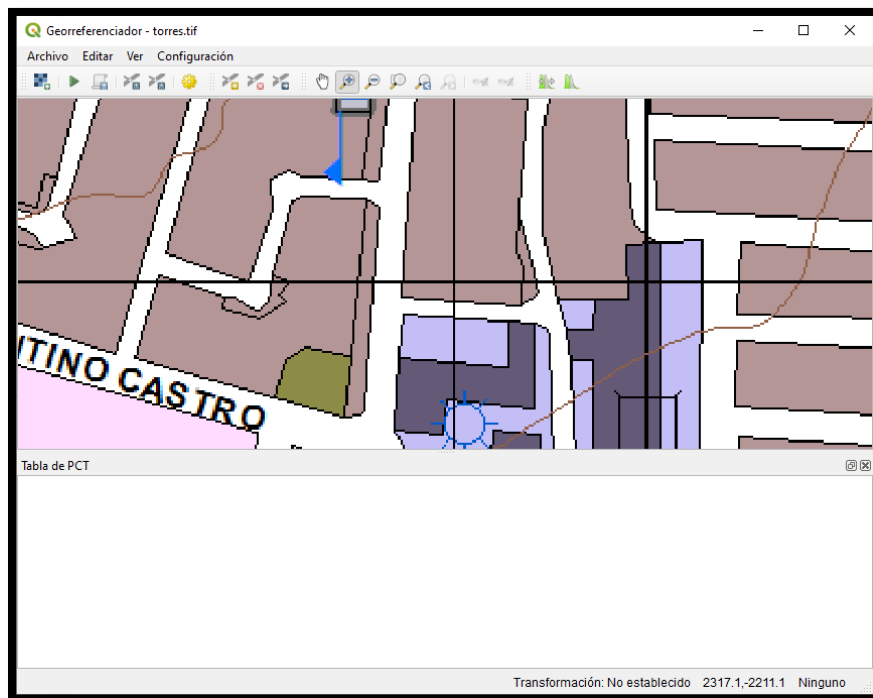 Georreferenciador - torres.tif
Archivo Editar Ver Configuración
NTINO CASTRO
Tabla de PCT
Transformación: No establecido 2317.1,-2211.1 Ninguno